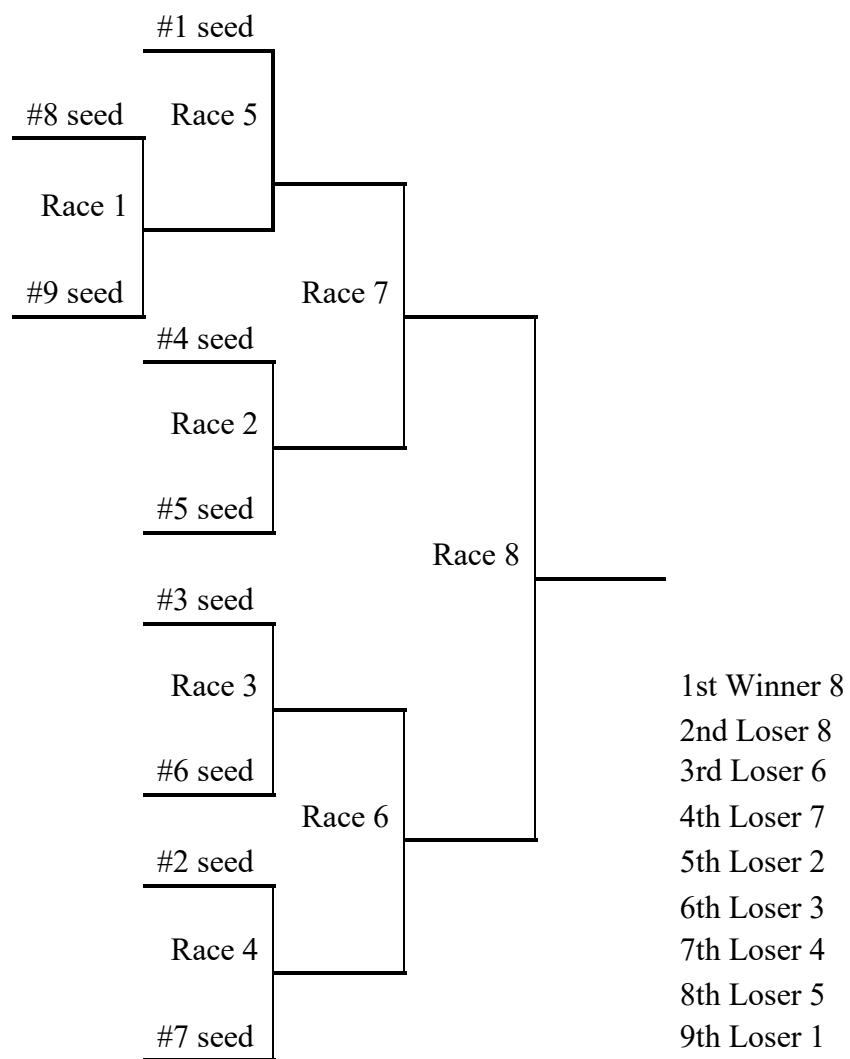 #1 seed
#8 seed
Race 5
Race 1
#9 seed
Race 7
#4 seed
Race 2
#5 seed
Race 8
#3 seed
Race 3
#6 seed
Race 6
#2 seed
Race 4
#7 seed
1st Winner 8
2nd Loser 8
3rd Loser 6
4th Loser 7
5th Loser 2
6th Loser 3
7th Loser 4
8th Loser 5
9th Loser 1